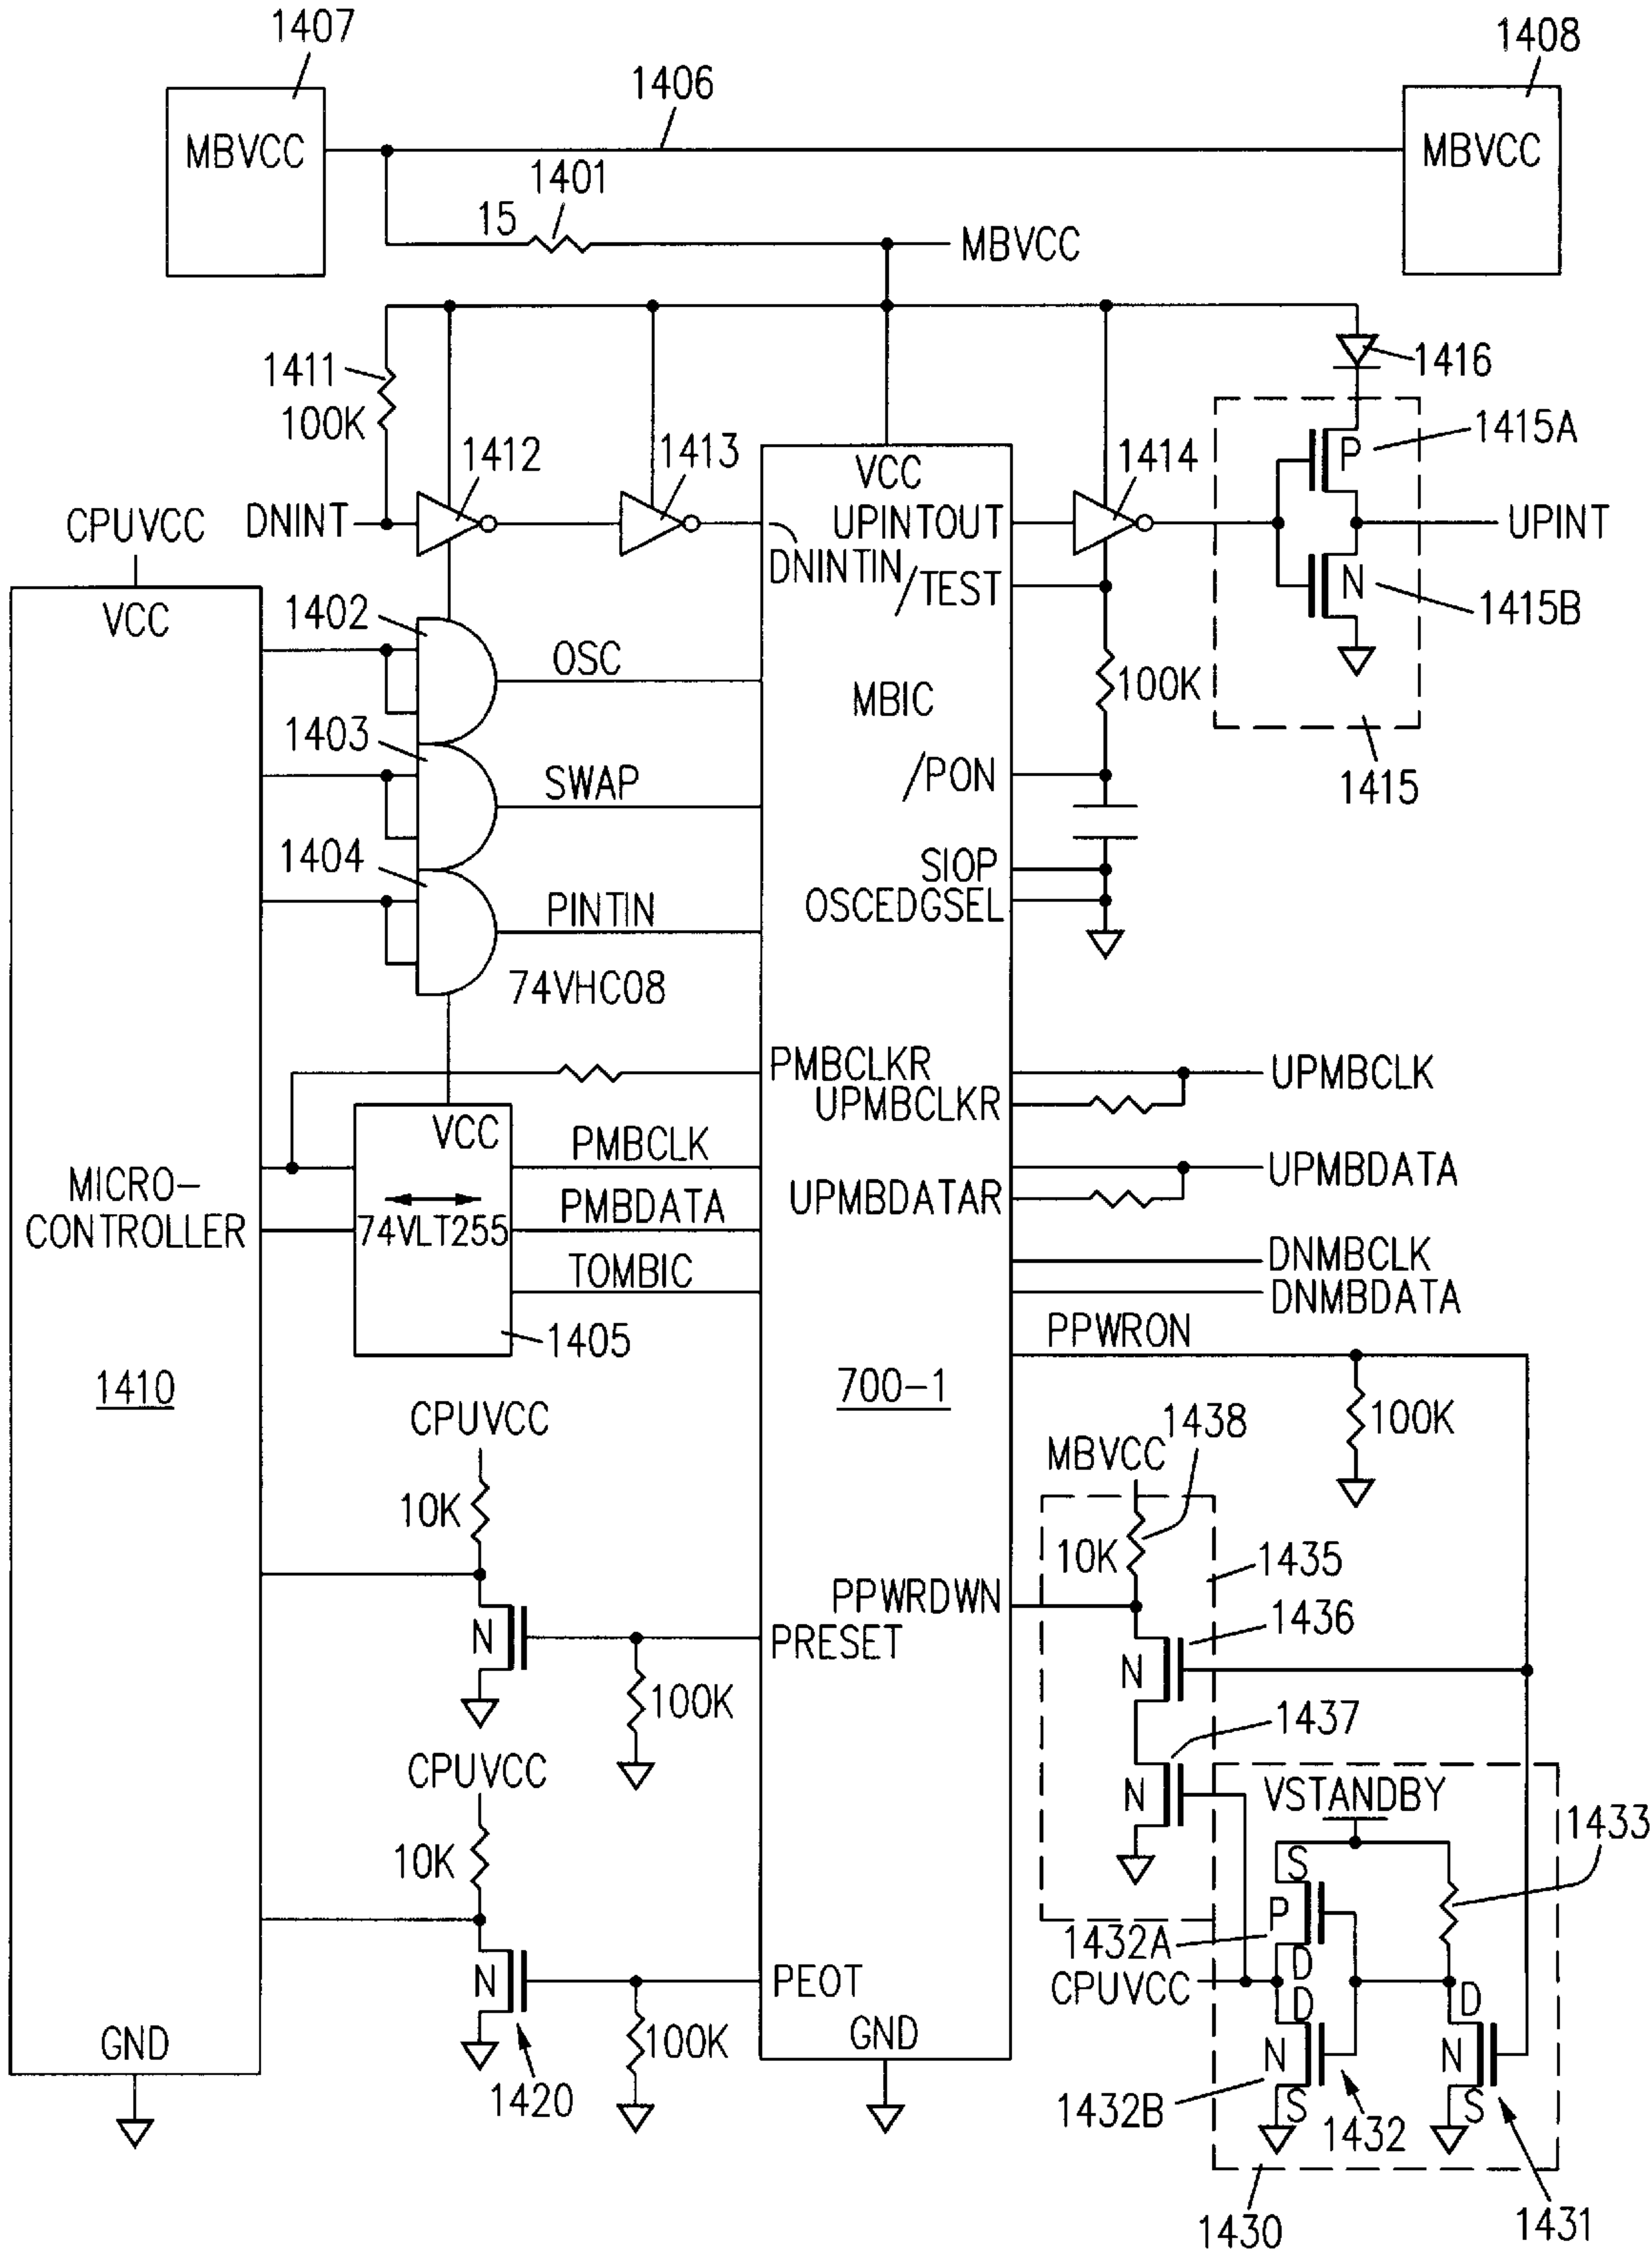 1407
1408
1406
MBVCC
MBVCC
1401
15
MBVCC
1411
100K
1416
1412
1413
1414
1415A
P
VCC
DNINT
UPINTOUT
UPINT
CPUVCC
DNINTIN
/TEST
N
1415B
VCC
1402
OSC
100K
MBIC
1403
SWAP
/PON
1415
1404
PINTIN
SIOP
OSCEDGSEL
74VHC08
PMBCLKR
UPMBCLK
UPMBCLKR
VCC
PMBCLK
UPMBDATA
MICRO-
CONTROLLER
74VLT255
PMBDATA
UPMBDATAR
TOMBIC
DNMBCLK
DNMBDATA
1405
PPWRON
1410
700-1
CPUVCC
100K
1438
MBVCC
10K
10K
1435
PPWRDWN
1436
N
PRESET
N
100K
1437
CPUVCC
N
VSTANDBY
1433
10K
S
P
1432A
D
CPUVCC
N
PEOT
D
D
GND
100K
GND
N
N
1420
1432B
S
1432
S
1430
1431